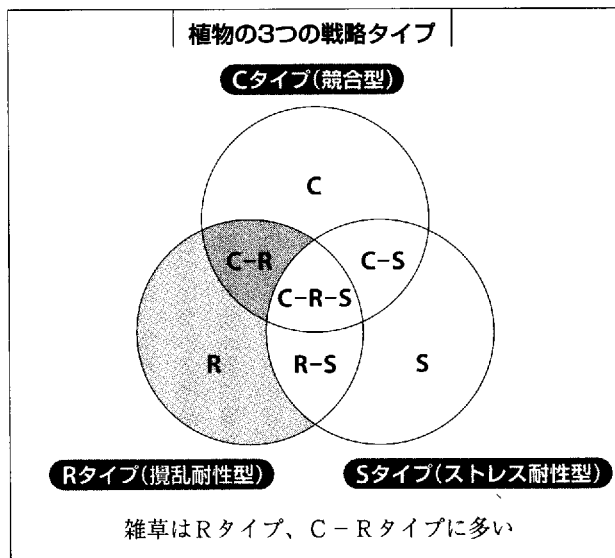 植物の3つの戦略タイプ
Cタイプ(競合型)
C
C-R
C-S
C-R-S
R
R-S
S
Rタイプ(攪乱耐性型)
Sタイプ(ストレス耐性型)
雑草はRタイプ、C-Rタイプに多い